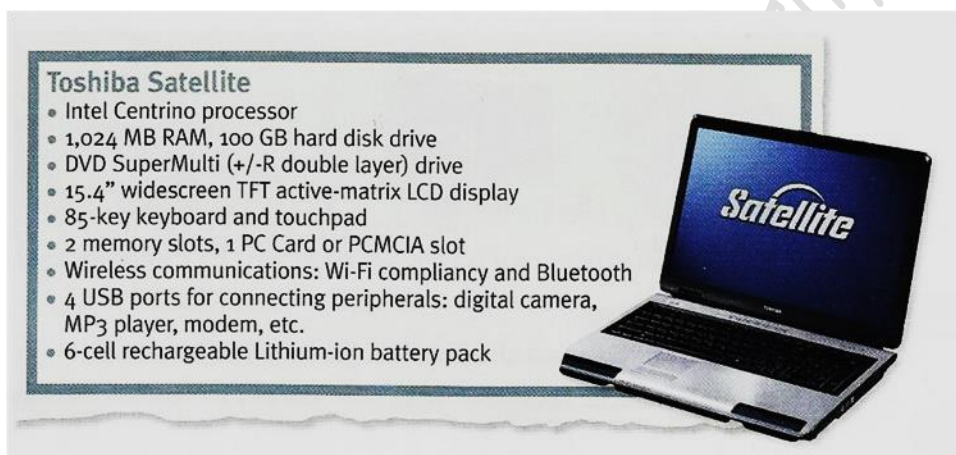 Toshiba Satellite
• Intel Centrino processor
• 1,024 MB RAM, 100 GB hard disk drive
• DVD SuperMulti (+/-R double layer) drive
• 15.4” widescreen TFT active-matrix LCD display
• 85-key keyboard and touchpad
• 2 memory slots, 1 PC Card or PCMCIA slot
• Wireless communications: Wi-Fi compliancy and Bluetooth
• 4 USB ports for connecting peripherals: digital camera,
MP3 player, modem, etc.
• 6-cell rechargeable Lithium-ion battery pack
Satellite
TOSHIBA